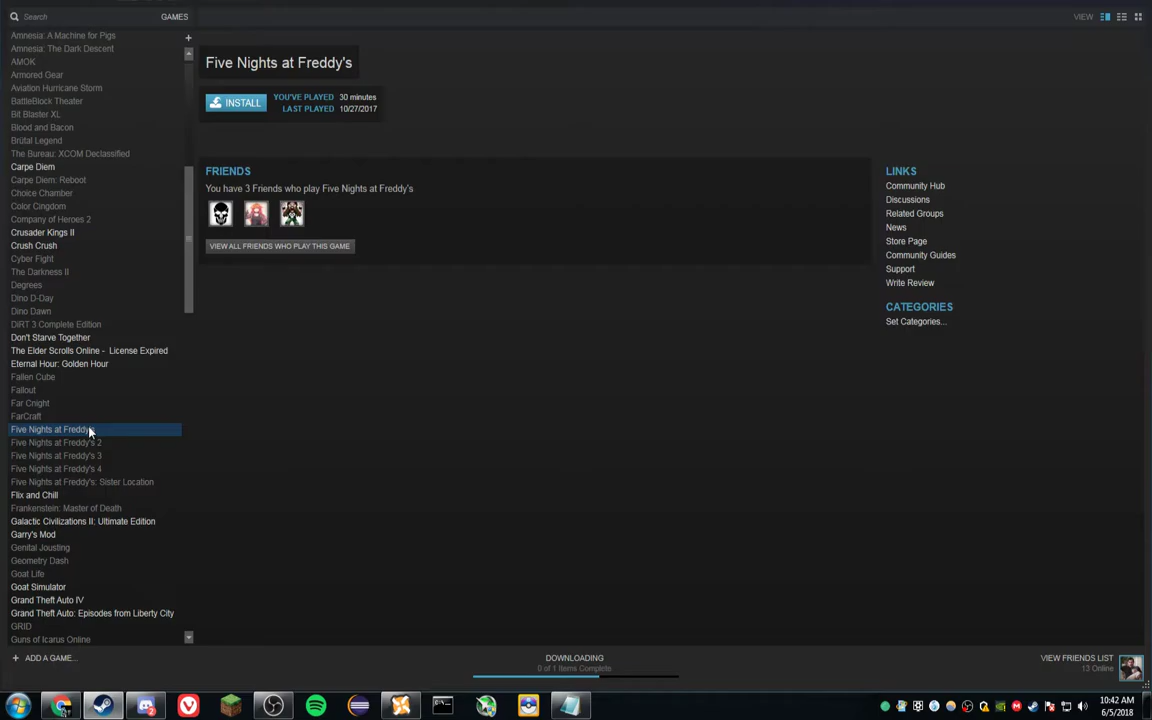 Search
GAMES
VIEW
Amnesia: A Machine for Pigs
Amnesia: The Dark Descent
AMOK
Armored Gear
Aviation Hurricane Storm
BattleBlock Theater
Bit Blaster XL
Blood and Bacon
Brütal Legend
The Bureau: XCOM Declassified
Carpe Diem
Carpe Diem: Reboot
Choice Chamber
Color Cingdom
Company of Heroes 2
Crusader Kings II
Crush Crush
Cyber Fight
The Darkness II
Degrees
Dino D-Day
Dino Dawn
DiRT 3 Complete Edition
Don't Starve Together
The Elder Scrolls Online - License Expired
Eternal Hour: Golden Hour
Fallen Cube
Fallout
Far Cnight
FarCraft
Five Nights at Freddy's
Five Nights at Freddy's 2
Five Nights at Freddy's 3
Five Nights at Freddy's 4
Five Nights at Freddy's: Sister Location
Flix and Chill
Frankenstein: Master of Death
Galactic Civilizations II: Ultimate Edition
Garry's Mod
Genital Jousting
Geometry Dash
Goat Life
Goat Simulator
Grand Theft Auto IV
Grand Theft Auto: Episodes from Liberty City
GRID
Guns of Icarus Online
+ ADD A GAME...
Five Nights at Freddy's
INSTALL
YOU'VE PLAYED 30 minutes
LAST PLAYED 10/27/2017
FRIENDS
You have 3 Friends who play Five Nights at Freddy's
VIEW ALL FRIENDS WHO PLAY THIS GAME
LINKS
Community Hub
Discussions
Related Groups
News
Store Page
Community Guides
Support
Write Review
CATEGORIES
Set Categories...
DOWNLOADING
0 of 1 Items Complete
VIEW FRIENDS LIST
13 Online
10:42 AM
6/5/2018